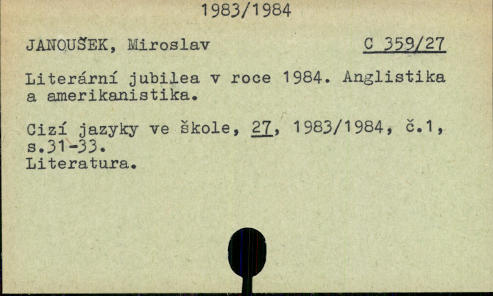 1983/1984
JANOUŠEK, Miroslav C 359/27
Literární jubilea v roce 1984. Anglistika
a amerikanistika.
Cizí jazyky ve škole, 27, 1983/1984, č.1,
s.31-33.
Literatura.